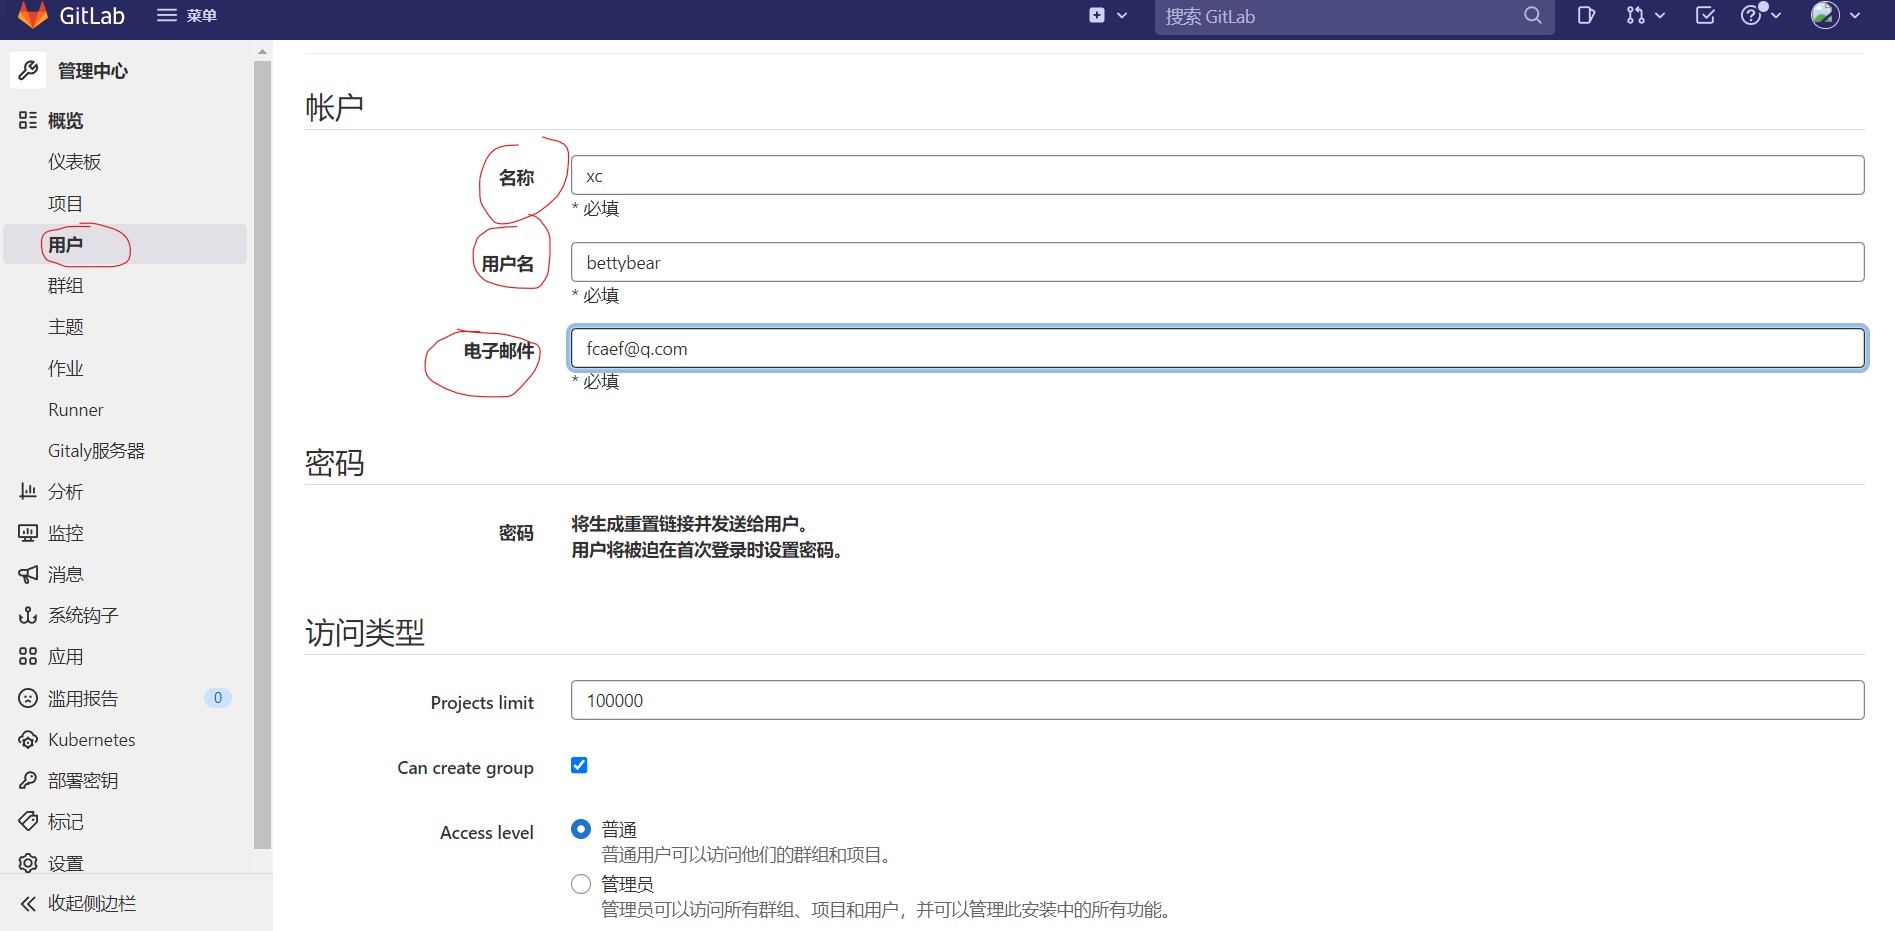 GitLab
菜单
搜索 GitLab
管理中心
概览
仪表板
项目
用户
群组
主题
作业
Runner
Gitaly服务器
分析
监控
消息
系统钩子
应用
滥用报告 0
Kubernetes
部署密钥
标记
设置
收起侧边栏
帐户
名称 xc
* 必填
用户名 bettybear
* 必填
电子邮件 fcaef@q.com
* 必填
密码
密码 将生成重置链接并发送给用户。
用户将被迫在首次登录时设置密码。
访问类型
Projects limit 100000
Can create group
Access level 普通
普通用户可以访问他们的群组和项目。
管理员
管理员可以访问所有群组、项目和用户，并可以管理此安装中的所有功能。